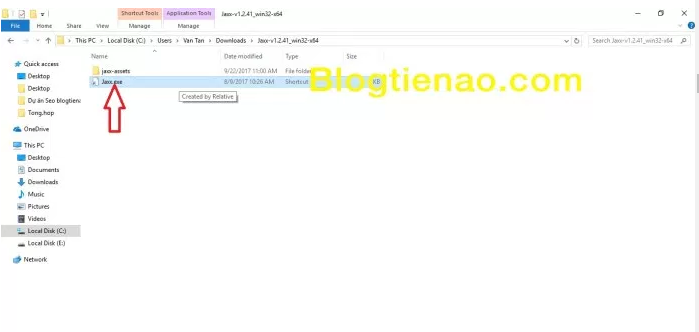 Shortcut Tools Application Tools Jaxx-v1.2.41_win32-x64
File Home Share View Manage Manage
This PC > Local Disk (C:) > Users > Van Tan > Downloads > Jaxx-v1.2.41_win32-x64
Search Jaxx-v1.2.41_win32-x64
Name Date modified Type Size
jaxx-assets 9/22/2017 11:00 AM File folder
Jaxx.exe 8/9/2017 10:26 AM Shortcut KB
Created by Relative
Blogtienao.com
Quick access
Desktop
Desktop
Dự án Seo blogtien
Tong.hop
OneDrive
This PC
Desktop
Documents
Downloads
Music
Pictures
Videos
Local Disk (C:)
Local Disk (E:)
Network